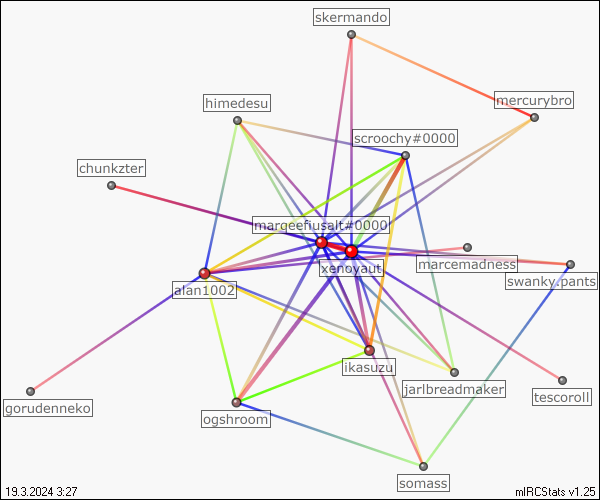 skermando
mercurybro
himedesu
scroochy#0000
chunkzter
margeefiusalt#0000
xenoyaut
marcemadness
swanky.pants
alan1002
ikasuzu
jarlbreadmaker
tescoroll
gorudenneko
ogshroom
somass
19.3.2024 3:27
mIRCStats v1.25